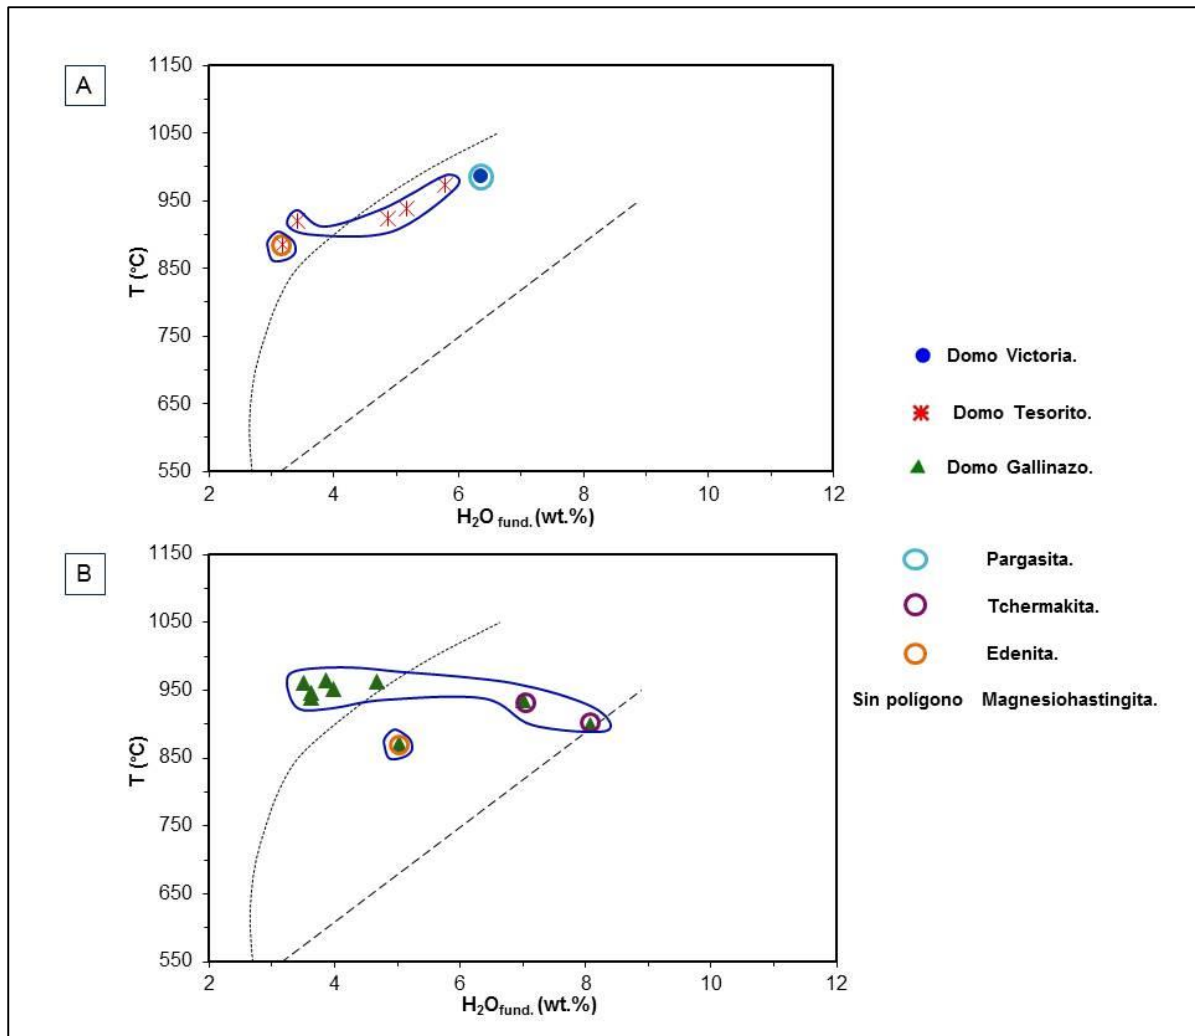 A
1150
1050
950
850
750
650
550
T (°C)
2 4 6 8 10 12
H₂O fund. (wt.%)
Domo Victoria.
Domo Tesorito.
Domo Gallinazo.
B
1150
1050
950
850
750
650
550
T (°C)
2 4 6 8 10 12
H₂O fund. (wt.%)
Pargasita.
Tchermakita.
Edenita.
Sin polígono Magnesiohastingita.